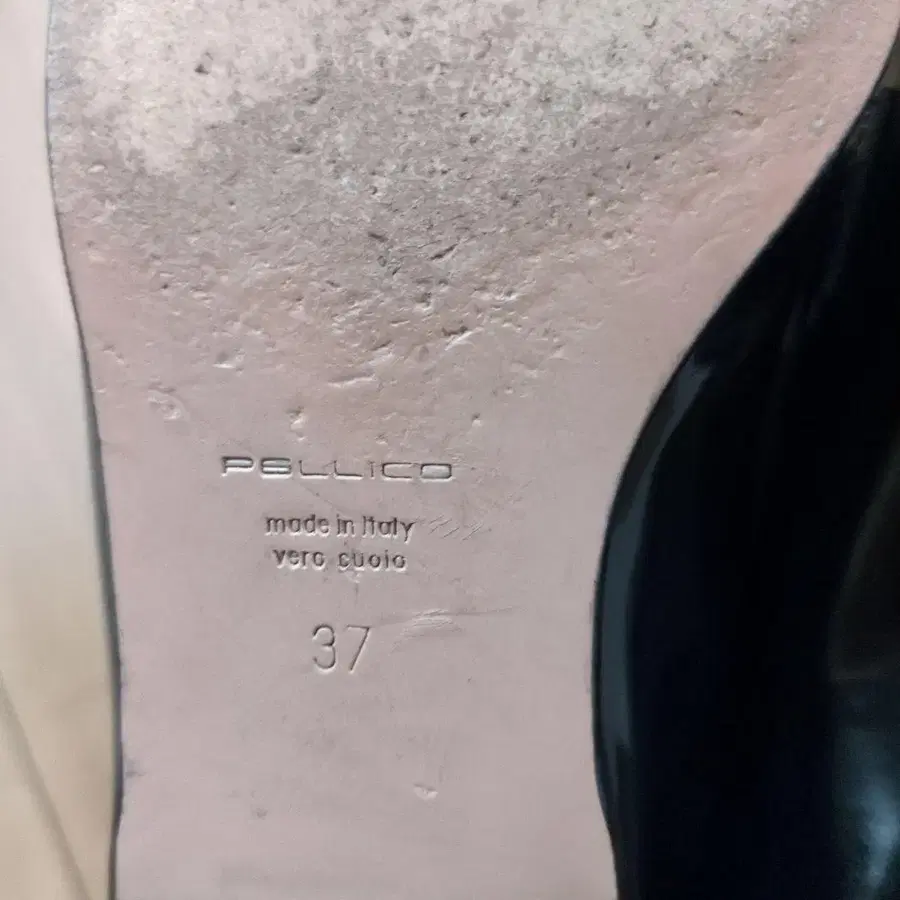 PELLICO
made in Italy
vero cuoio
37